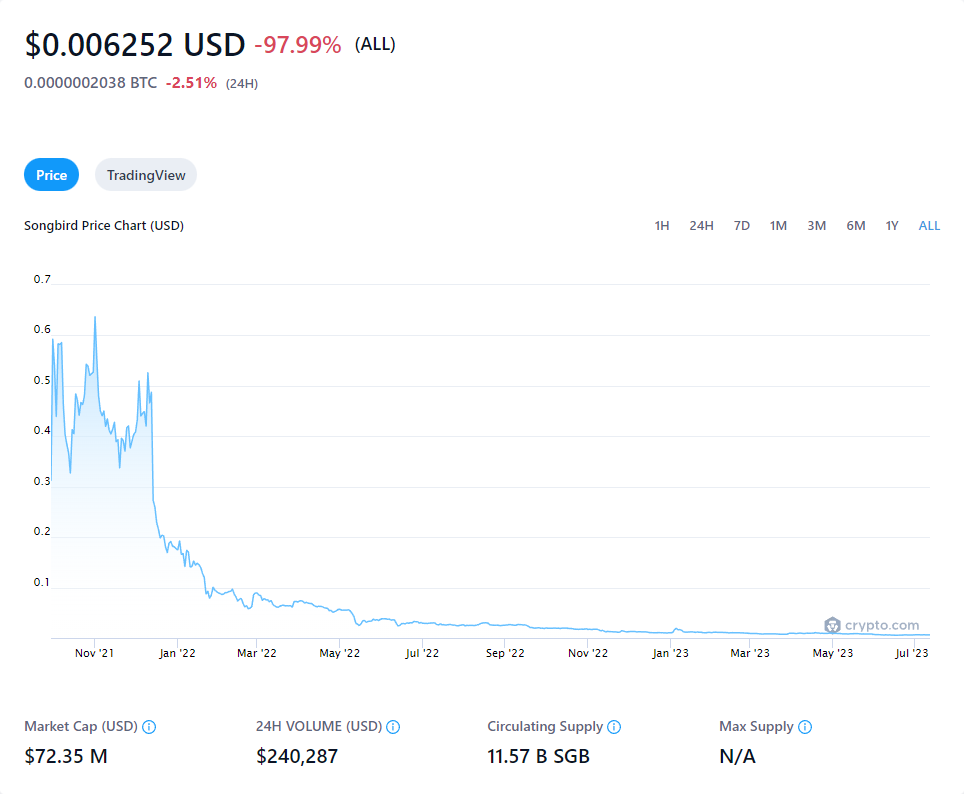 $0.006252 USD -97.99% (ALL)
0.0000002038 BTC -2.51% (24H)
Price TradingView
Songbird Price Chart (USD) 1H 24H 7D 1M 3M 6M 1Y ALL
0.7
0.6
0.5
0.4
0.3
0.2
0.1
crypto.com
Nov '21 Jan '22 Mar '22 May '22 Jul '22 Sep '22 Nov '22 Jan '23 Mar '23 May '23 Jul '23
Market Cap (USD) 24H VOLUME (USD) Circulating Supply Max Supply
$72.35 M $240,287 11.57 B SGB N/A